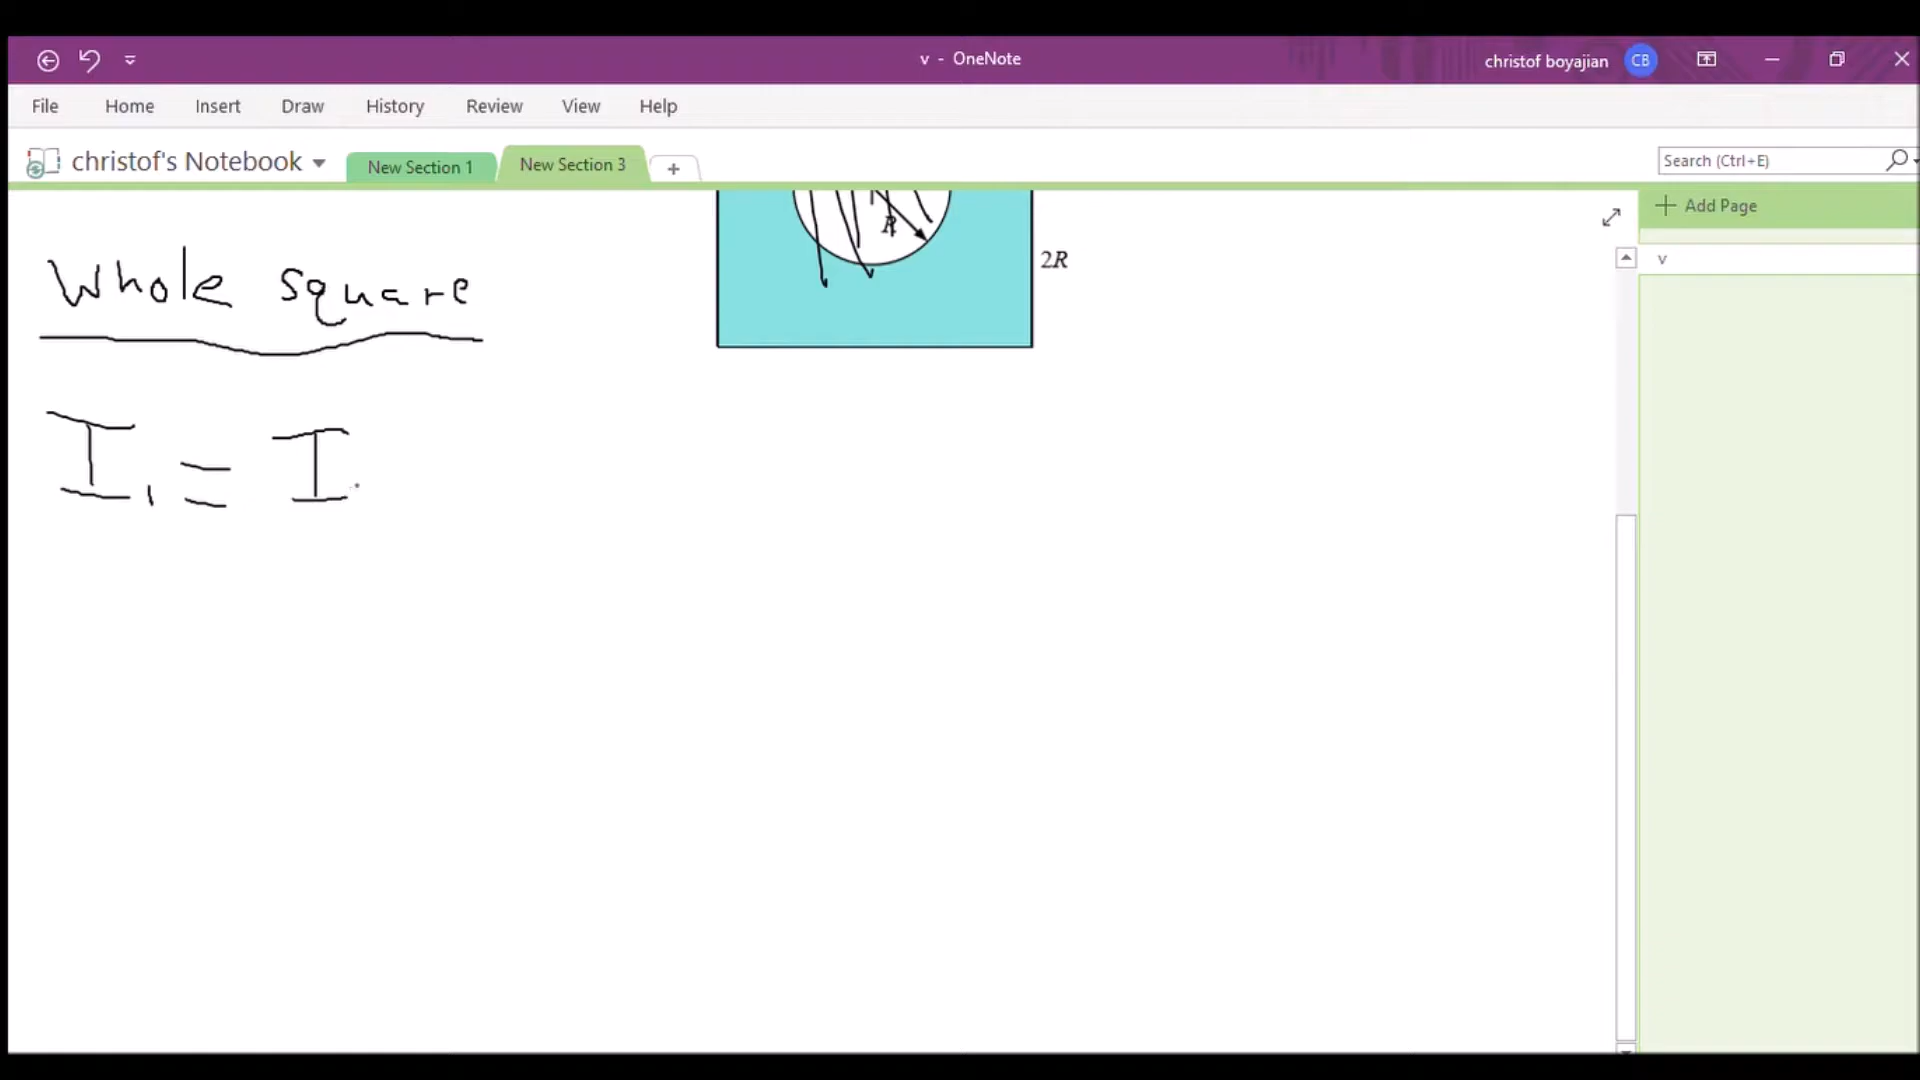 v - OneNote
christof boyajian CB
File Home Insert Draw History Review View Help
christof's Notebook New Section 1 New Section 3 +
Search (Ctrl+E)
Add Page
v
R
2R
Whole square
I₁ = I